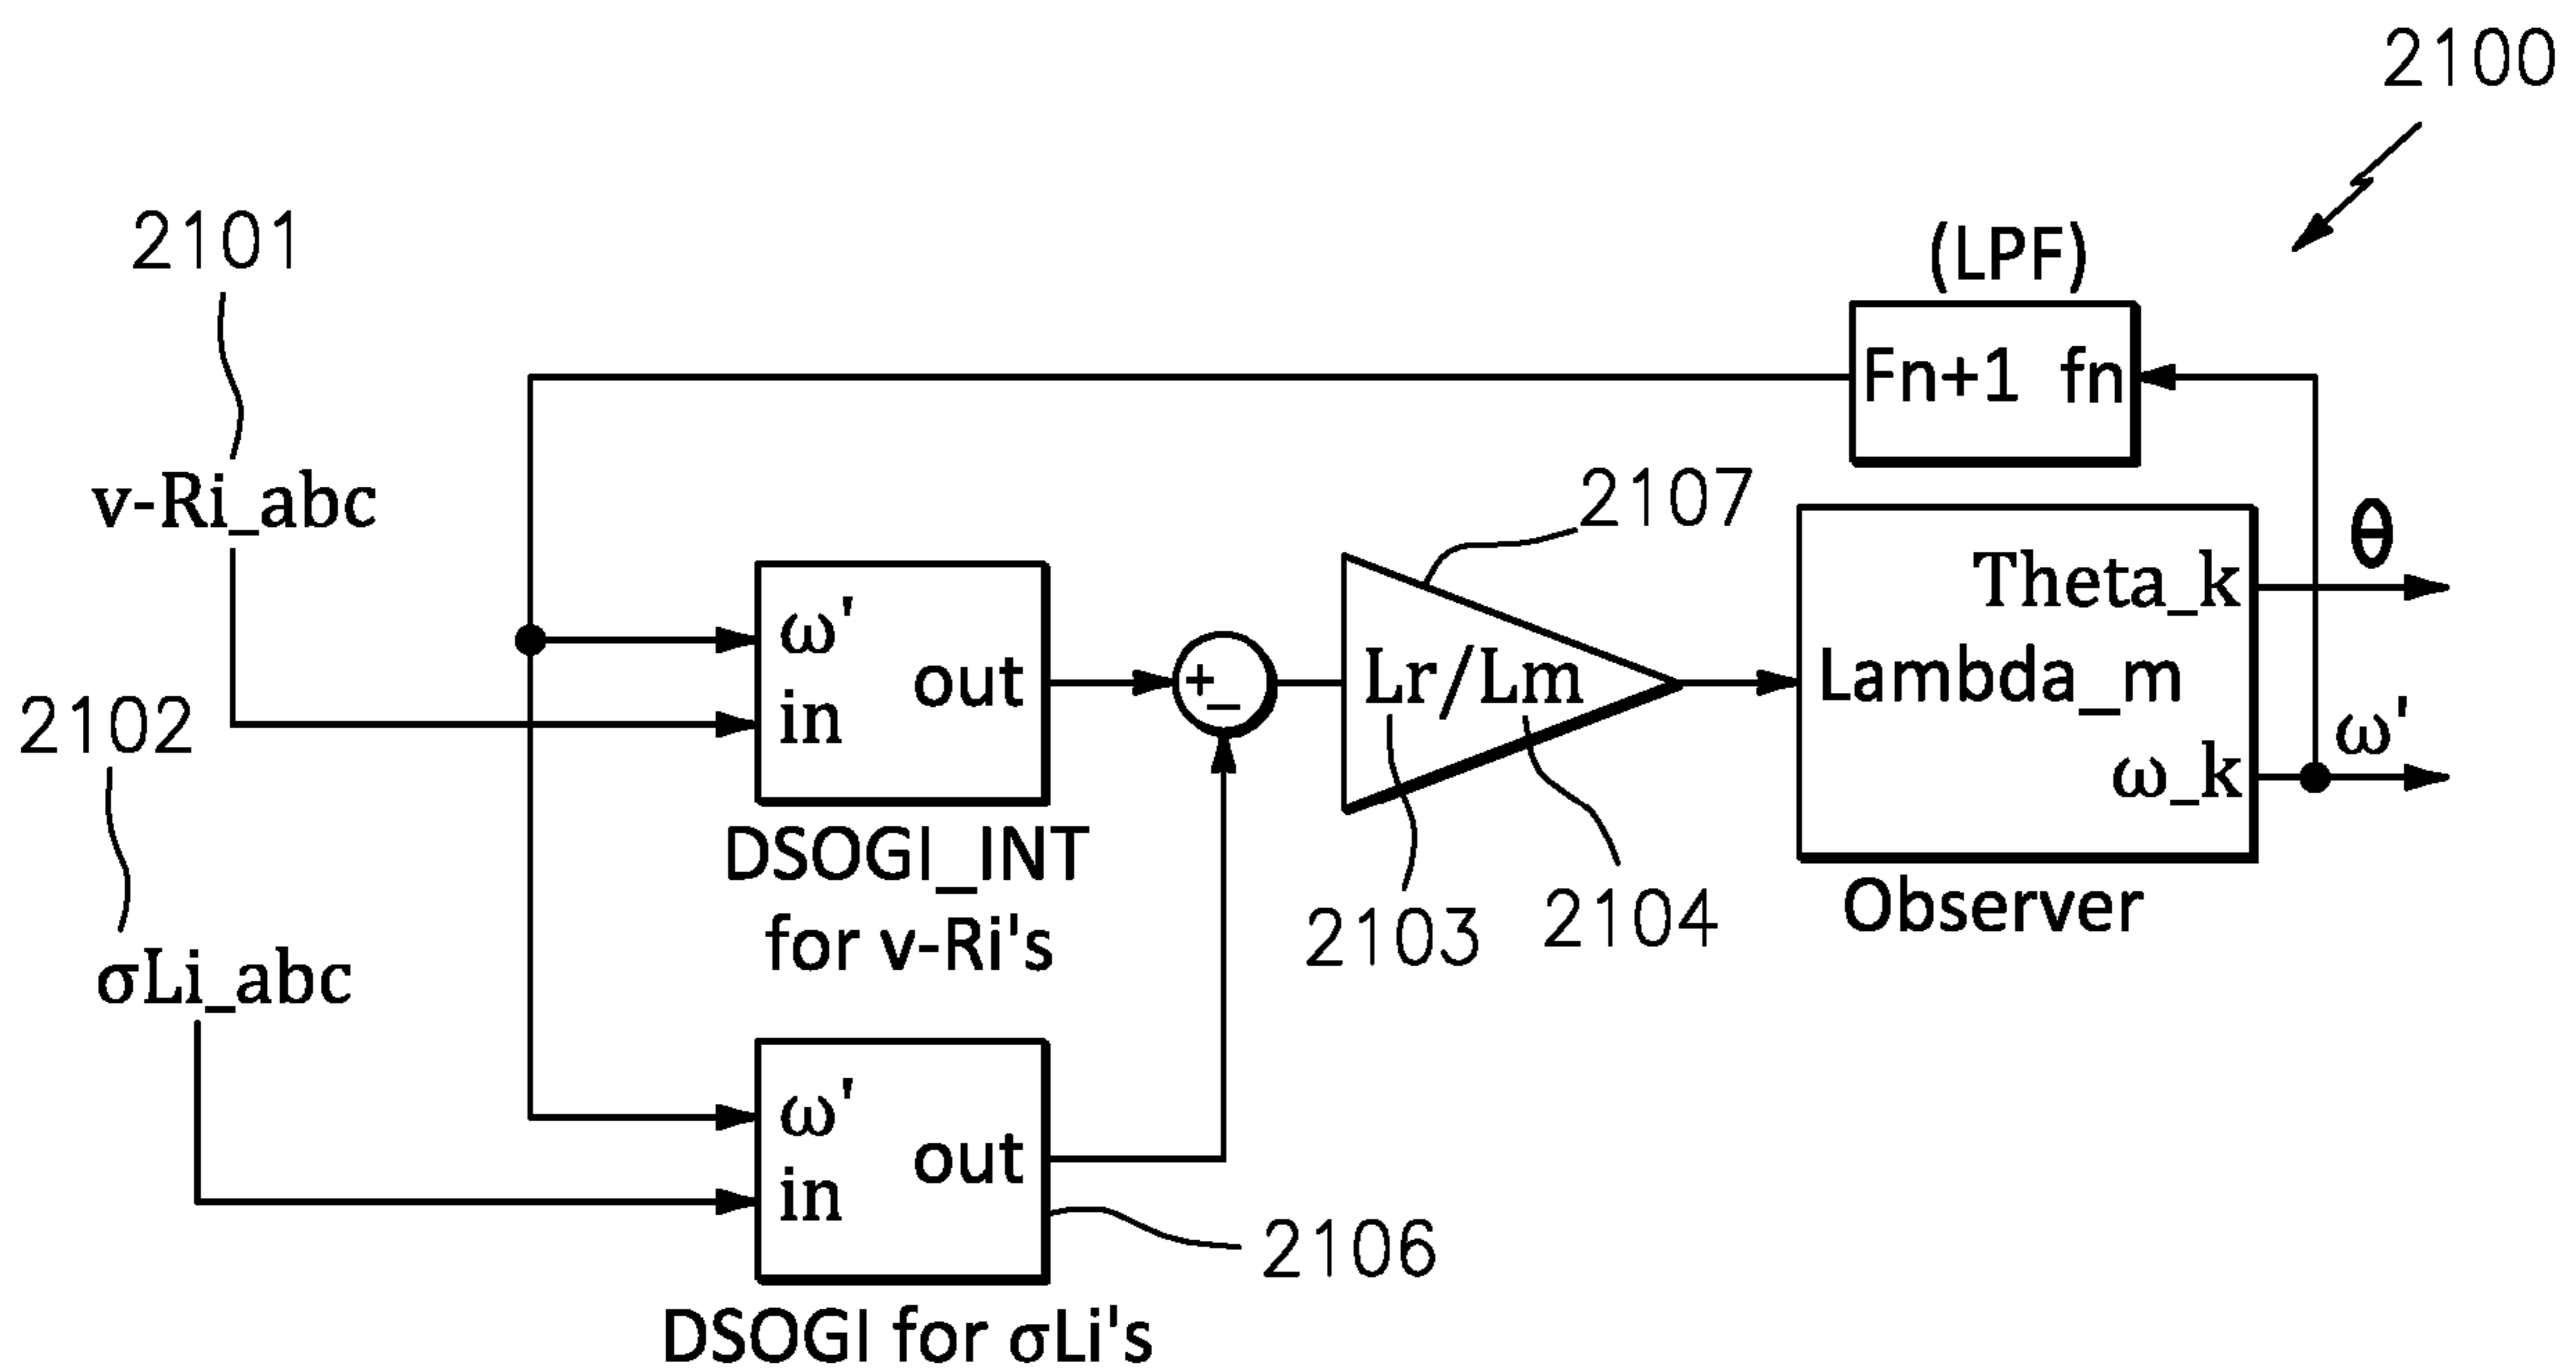 2100
2101
(LPF)
Fn+1 fn
v-Ri_abc
2107
θ
Theta_k
ω'
out
in
+
−
Lr/Lm
Lambda_m
ω'
ω_k
2102
DSOGI_INT
for v-Ri's
2103
2104
Observer
σLi_abc
ω'
out
in
2106
DSOGI for σLi's